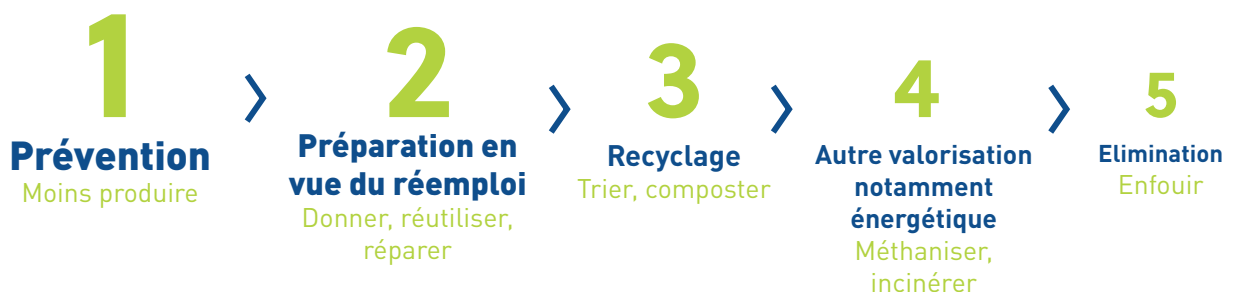 1
Prévention
Moins produire
2
Préparation en
vue du réemploi
Donner, réutiliser,
réparer
3
Recyclage
Trier, composter
4
Autre valorisation
notamment
énergétique
Méthaniser,
incinérer
5
Elimination
Enfouir